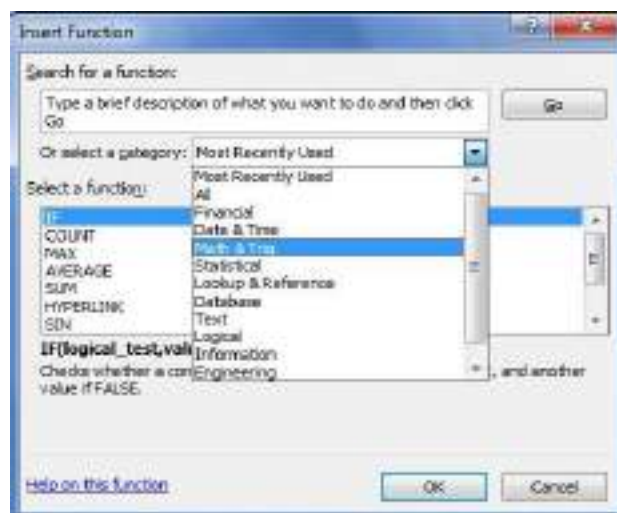 Insert Function
Search for a function:
Type a brief description of what you want to do and then click
Go
Go
Or select a category: Most Recently Used
Most Recently Used
All
Financial
Date & Time
Math & Trig
Statistical
Lookup & Reference
Database
Text
Logical
Information
Engineering
Select a function:
IF
COUNT
MAX
AVERAGE
SUM
HYPERLINK
SIN
IF(logical_test,val
Checks whether a con , and another
value if FALSE.
Help on this function
OK
Cancel